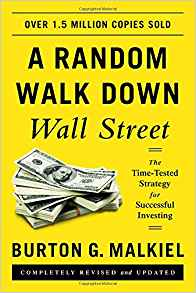 OVER 1.5 MILLION COPIES SOLD
A RANDOM
WALK DOWN
Wall Street
The
Time-Tested
Strategy
for
Successful
Investing
BURTON G. MALKIEL
COMPLETELY REVISED and UPDATED